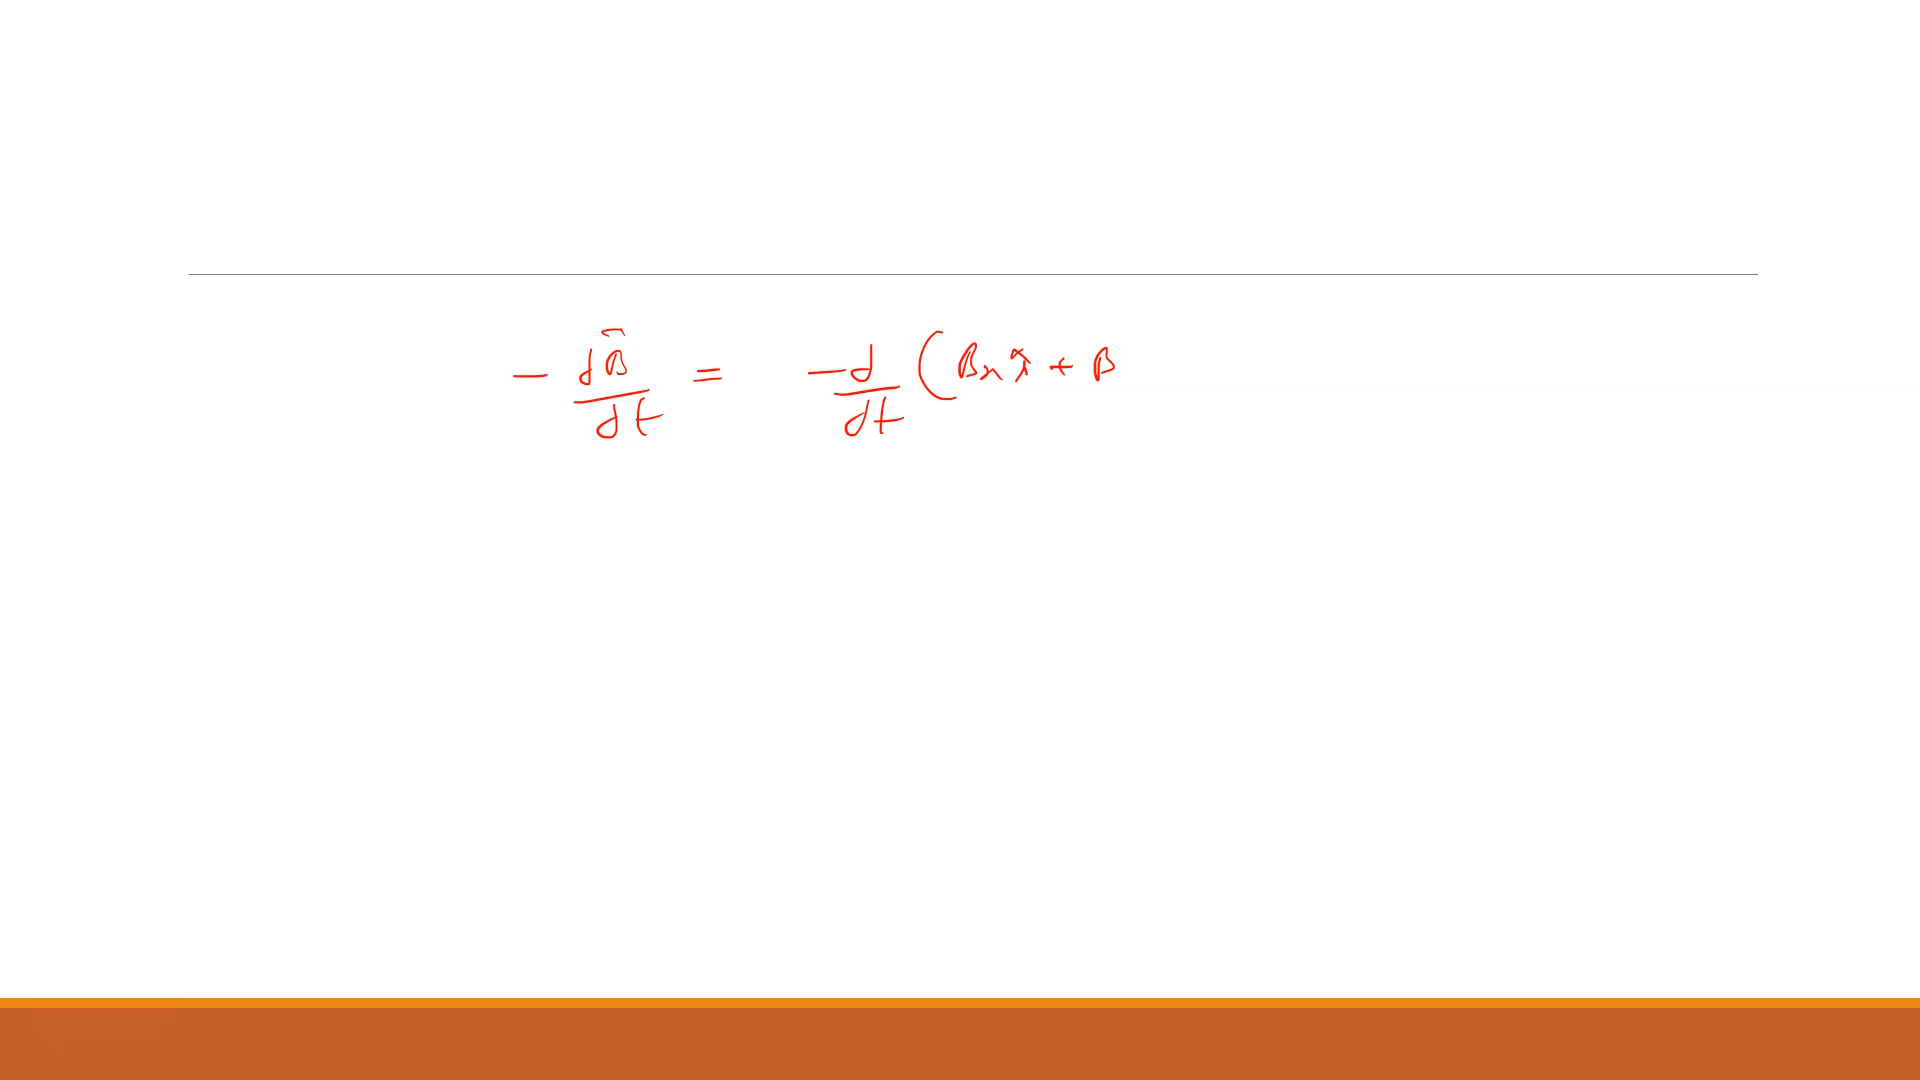 - dB̄/dt = -d/dt (Bₓ x̂ + B